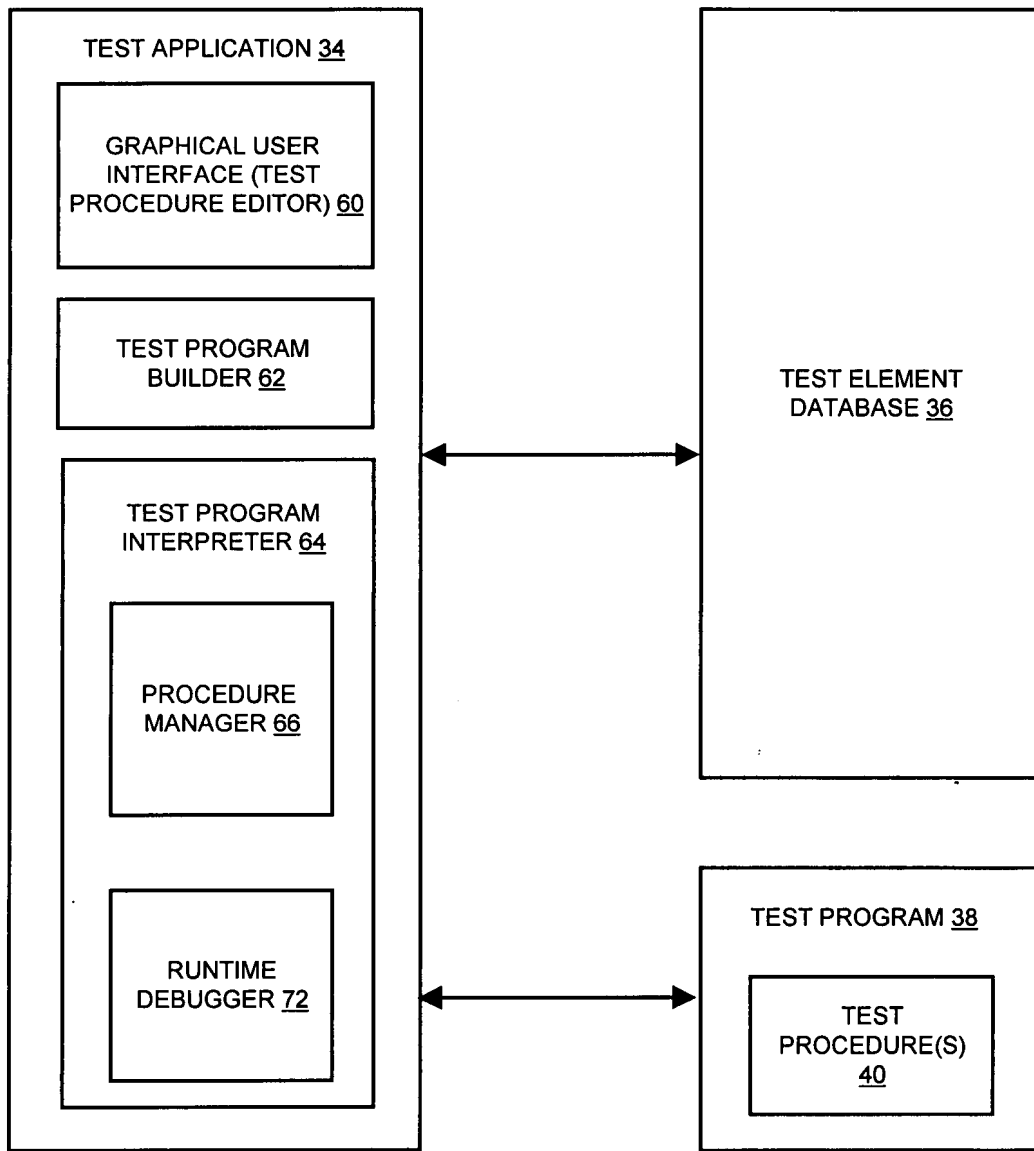 TEST APPLICATION 34
GRAPHICAL USER
INTERFACE (TEST
PROCEDURE EDITOR) 60
TEST PROGRAM
BUILDER 62
TEST PROGRAM
INTERPRETER 64
PROCEDURE
MANAGER 66
RUNTIME
DEBUGGER 72
TEST ELEMENT
DATABASE 36
TEST PROGRAM 38
TEST
PROCEDURE(S)
40